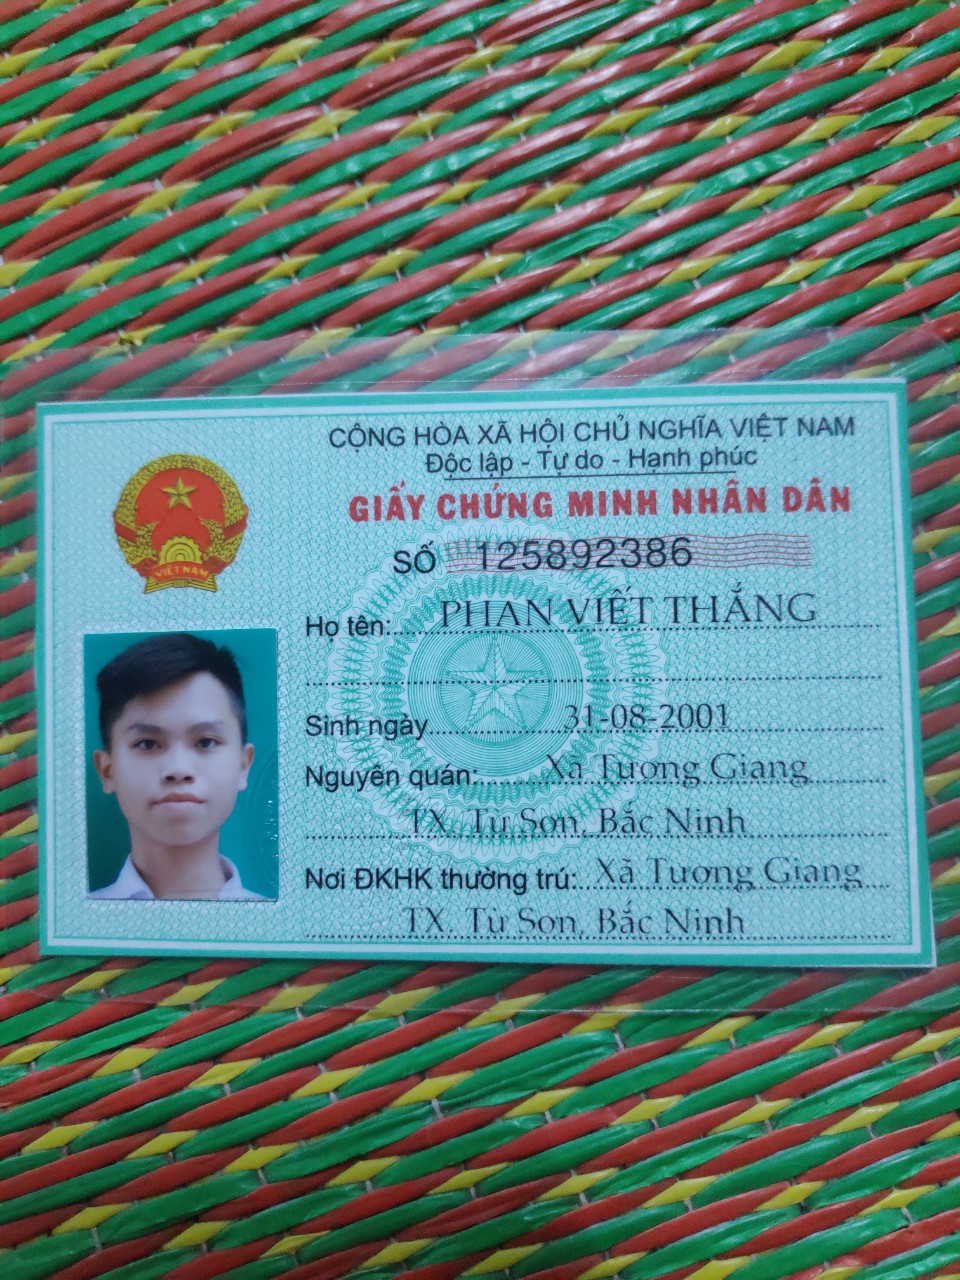 CỘNG HÒA XÃ HỘI CHỦ NGHĨA VIỆT NAM
Độc lập - Tự do - Hạnh phúc
GIẤY CHỨNG MINH NHÂN DÂN
SỐ 125892386
VIỆT NAM
Họ tên: PHAN VIẾT THẮNG
Sinh ngày 31-08-2001
Nguyên quán: Xã Tương Giang
TX. Từ Sơn, Bắc Ninh
Nơi ĐKHK thường trú: Xã Tương Giang
TX. Từ Sơn, Bắc Ninh